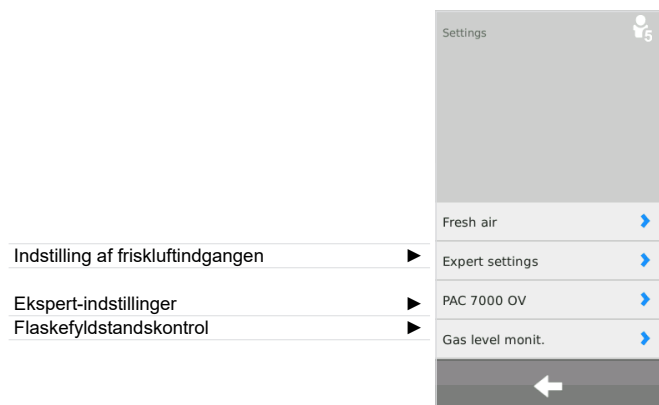 Settings
5
Fresh air
Indstilling af friskluftindgangen ►
Expert settings
Ekspert-indstillinger ►
PAC 7000 OV
Flaskefyldstandskontrol ►
Gas level monit.